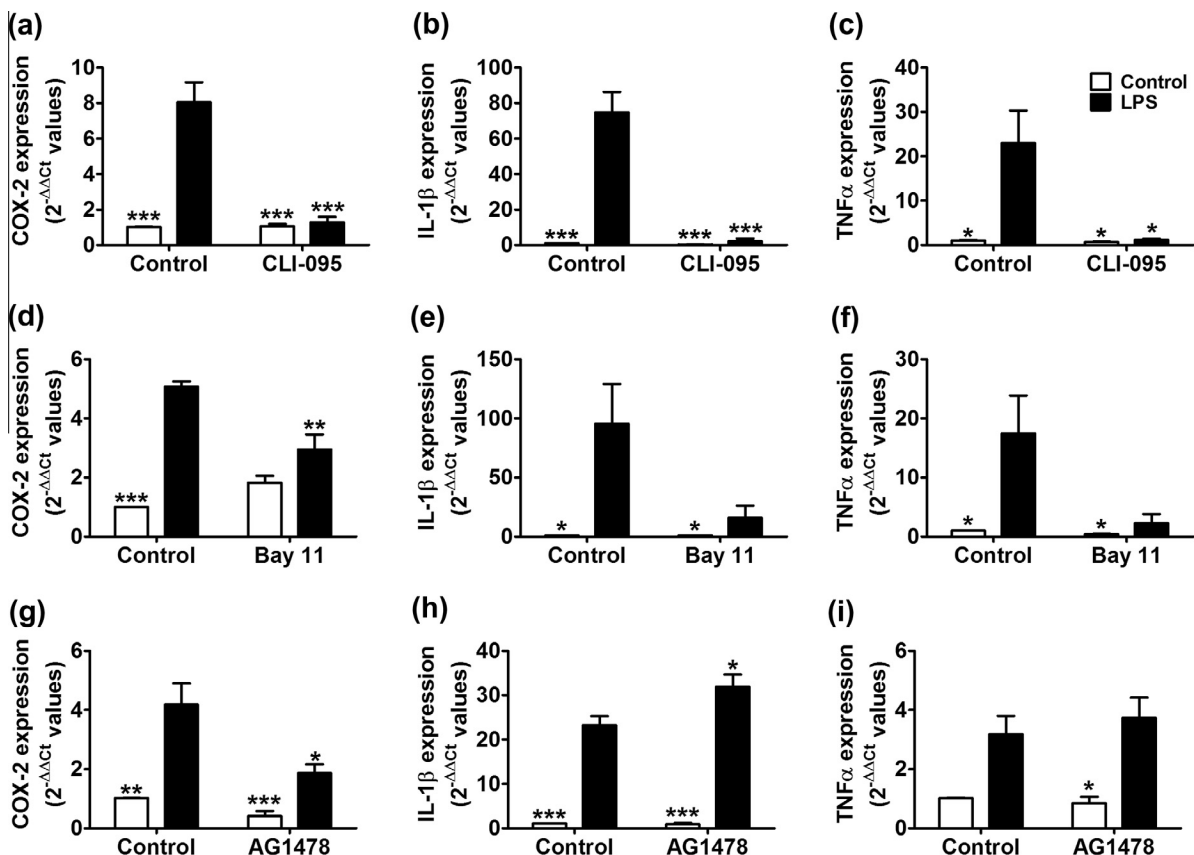 (a)
COX-2 expression
(2^-ΔΔCt values)
10
8
6
4
2
0
***
***
***
Control
CLI-095
(b)
IL-1β expression
(2^-ΔΔCt values)
100
80
60
40
20
0
***
***
***
Control
CLI-095
(c)
TNFα expression
(2^-ΔΔCt values)
40
30
20
10
0
*
*
*
Control
LPS
Control
CLI-095
(d)
COX-2 expression
(2^-ΔΔCt values)
6
4
2
0
***
**
Control
Bay 11
(e)
IL-1β expression
(2^-ΔΔCt values)
150
100
50
0
*
*
Control
Bay 11
(f)
TNFα expression
(2^-ΔΔCt values)
30
20
10
0
*
*
Control
Bay 11
(g)
COX-2 expression
(2^-ΔΔCt values)
6
4
2
0
**
***
*
Control
AG1478
(h)
IL-1β expression
(2^-ΔΔCt values)
40
30
20
10
0
***
***
*
Control
AG1478
(i)
TNFα expression
(2^-ΔΔCt values)
6
4
2
0
*
Control
AG1478